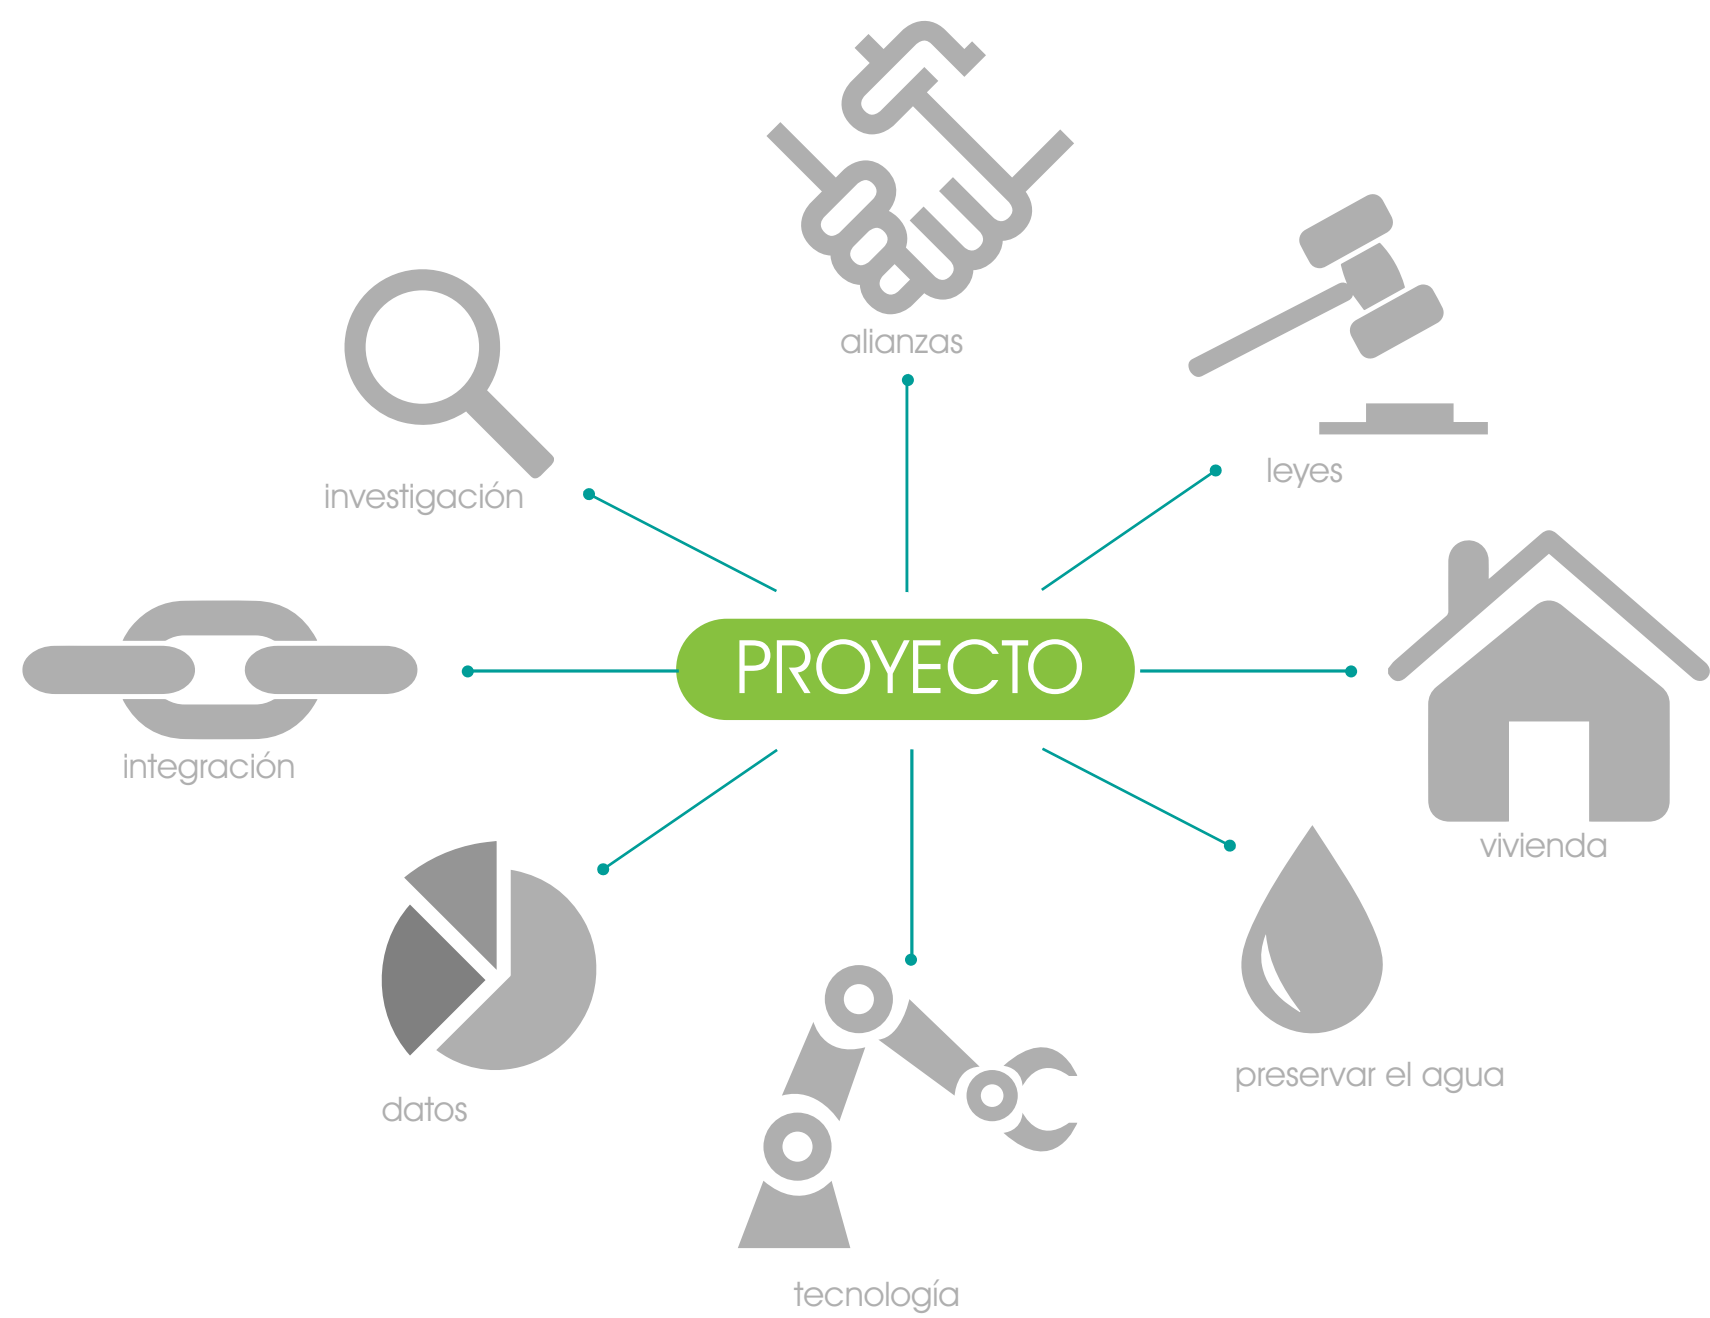 alianzas
leyes
investigación
PROYECTO
integración
vivienda
preservar el agua
datos
tecnología